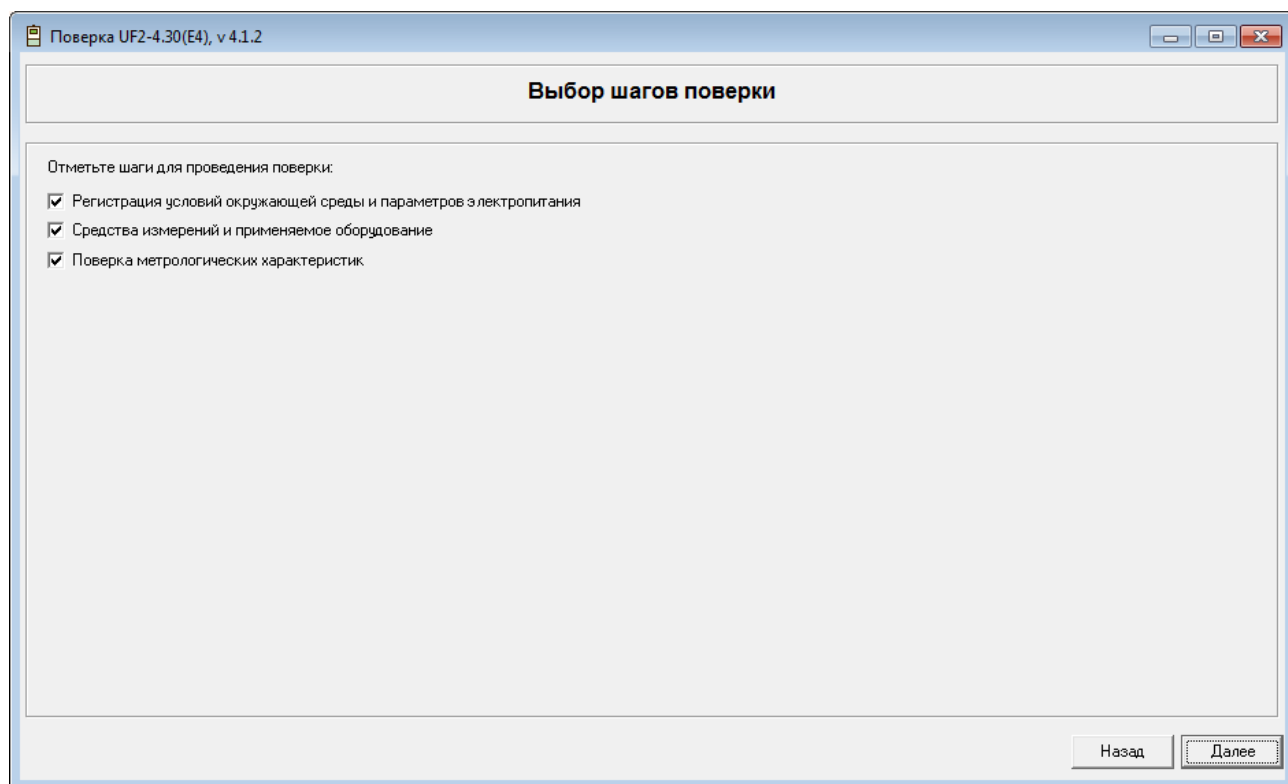 Поверка UF2-4.30(E4), v 4.1.2
Выбор шагов поверки
Отметьте шаги для проведения поверки:
Регистрация условий окружающей среды и параметров электропитания
Средства измерений и применяемое оборудование
Поверка метрологических характеристик
Назад
Далее